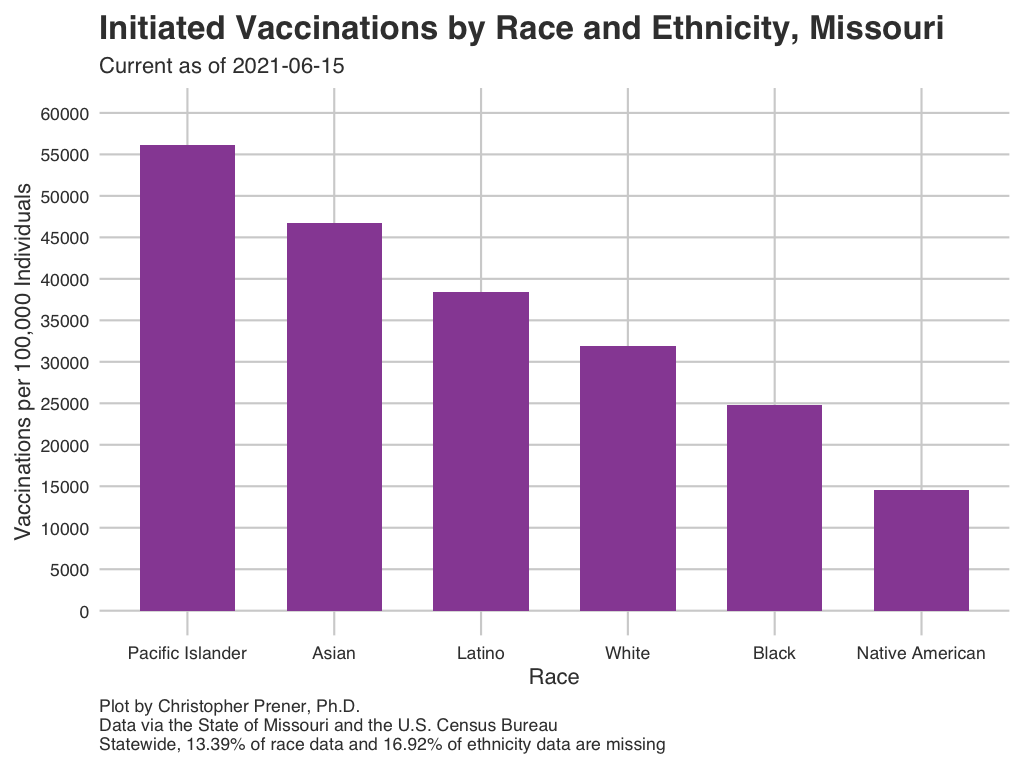 Initiated Vaccinations by Race and Ethnicity, Missouri
Current as of 2021-06-15
Vaccinations per 100,000 Individuals
60000
55000
50000
45000
40000
35000
30000
25000
20000
15000
10000
5000
0
Pacific Islander
Asian
Latino
White
Black
Native American
Race
Plot by Christopher Prener, Ph.D.
Data via the State of Missouri and the U.S. Census Bureau
Statewide, 13.39% of race data and 16.92% of ethnicity data are missing